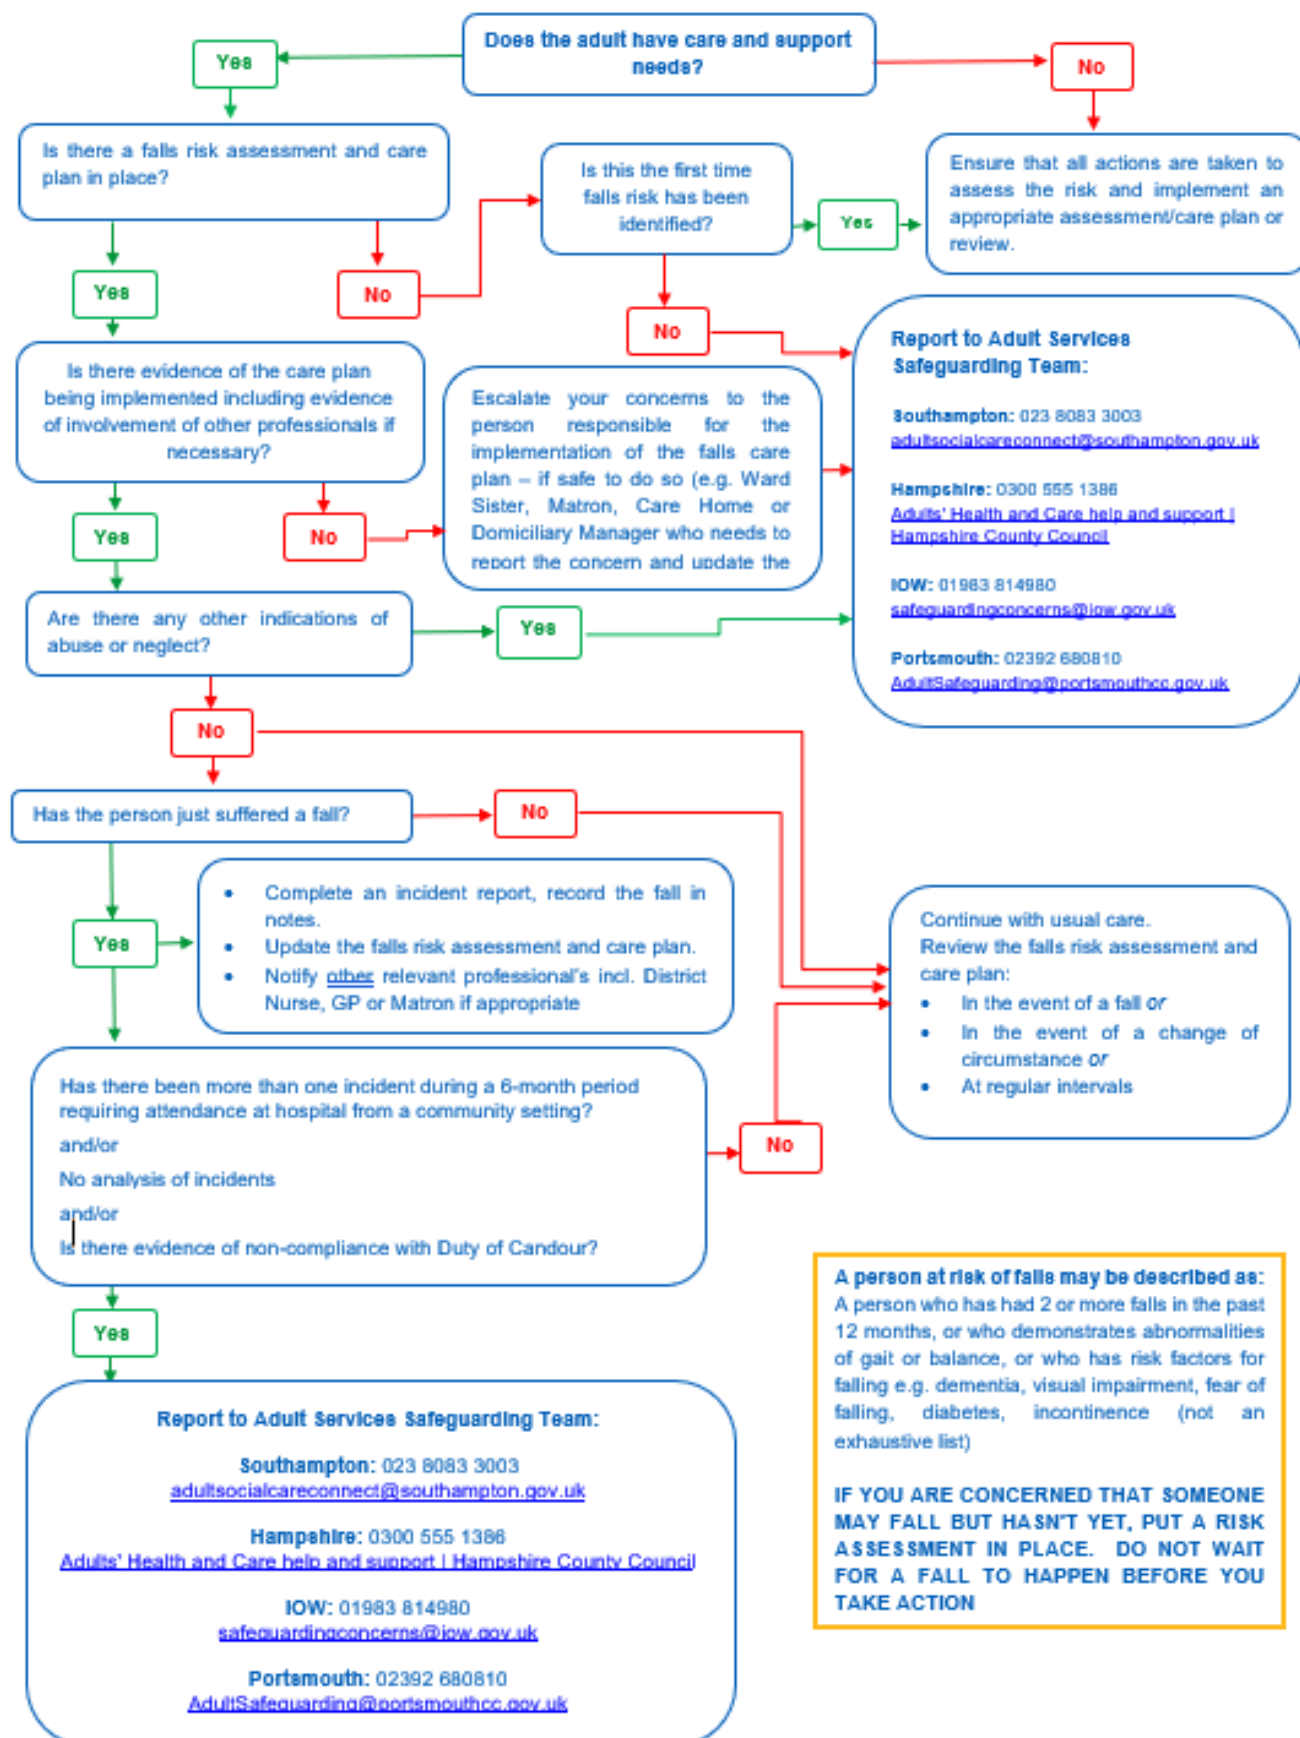 Does the adult have care and support
needs?
Yes
No
Is there a falls risk assessment and care
plan in place?
Is this the first time
falls risk has been
identified?
Yes
Ensure that all actions are taken to
assess the risk and implement an
appropriate assessment/care plan or
review.
Yes
No
No
Is there evidence of the care plan
being implemented including evidence
of involvement of other professionals if
necessary?
Escalate your concerns to the
person responsible for the
implementation of the falls care
plan – if safe to do so (e.g. Ward
Sister, Matron, Care Home or
Domiciliary Manager who needs to
report the concern and update the
Report to Adult Services
Safeguarding Team:
Southampton: 023 8083 3003
adultsocialcareconnect@southampton.gov.uk
Hampshire: 0300 555 1386
Adults' Health and Care help and support |
Hampshire County Council
IOW: 01983 814980
safeguardingconcerns@iow.gov.uk
Portsmouth: 02392 680810
AdultSafeguarding@portsmouthcc.gov.uk
Yes
No
Are there any other indications of
abuse or neglect?
Yes
No
Has the person just suffered a fall?
No
Yes
• Complete an incident report, record the fall in
notes.
• Update the falls risk assessment and care plan.
• Notify other relevant professional's incl. District
Nurse, GP or Matron if appropriate
Continue with usual care.
Review the falls risk assessment and
care plan:
• In the event of a fall or
• In the event of a change of
circumstance or
• At regular intervals
Has there been more than one incident during a 6-month period
requiring attendance at hospital from a community setting?
and/or
No analysis of incidents
and/or
Is there evidence of non-compliance with Duty of Candour?
No
Yes
Report to Adult Services Safeguarding Team:
Southampton: 023 8083 3003
adultsocialcareconnect@southampton.gov.uk
Hampshire: 0300 555 1386
Adults' Health and Care help and support | Hampshire County Council
IOW: 01983 814980
safeguardingconcerns@iow.gov.uk
Portsmouth: 02392 680810
AdultSafeguarding@portsmouthcc.gov.uk
A person at risk of falls may be described as:
A person who has had 2 or more falls in the past
12 months, or who demonstrates abnormalities
of gait or balance, or who has risk factors for
falling e.g. dementia, visual impairment, fear of
falling, diabetes, incontinence (not an
exhaustive list)
IF YOU ARE CONCERNED THAT SOMEONE
MAY FALL BUT HASN'T YET, PUT A RISK
ASSESSMENT IN PLACE. DO NOT WAIT
FOR A FALL TO HAPPEN BEFORE YOU
TAKE ACTION